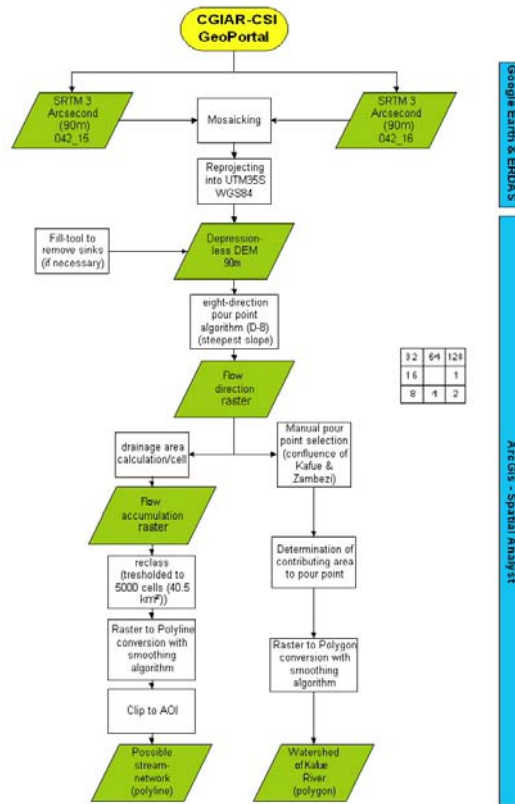 CGIAR-CSI
GeoPortal
SRTM 3
Arcsecond
(90m)
042_15
Mosaicking
SRTM 3
Arcsecond
(90m)
042_16
Google Earth & ERDAS
Reprojecting
into UTM35S
WGS84
Fill-tool to
remove sinks
(if necessary)
Depression-
less DEM
90m
eight-direction
pour point
algorithm (D-8)
(steepest slope)
32 64 128
16 1
8 4 2
Flow
direction
raster
drainage area
calculation/cell
Manual pour
point selection
(confluence of
Kafue &
Zambezi)
ArcGis - Spatial Analyst
Flow
accumulation
raster
reclass
(tresholded to
5000 cells (40.5
km²))
Determination of
contributing area
to pour point
Raster to Polyline
conversion with
smoothing
algorithm
Raster to Polygon
conversion with
smoothing
algorithm
Clip to AOI
Possible
stream-
network
(polyline)
Watershed
of Kafue
River
(polygon)